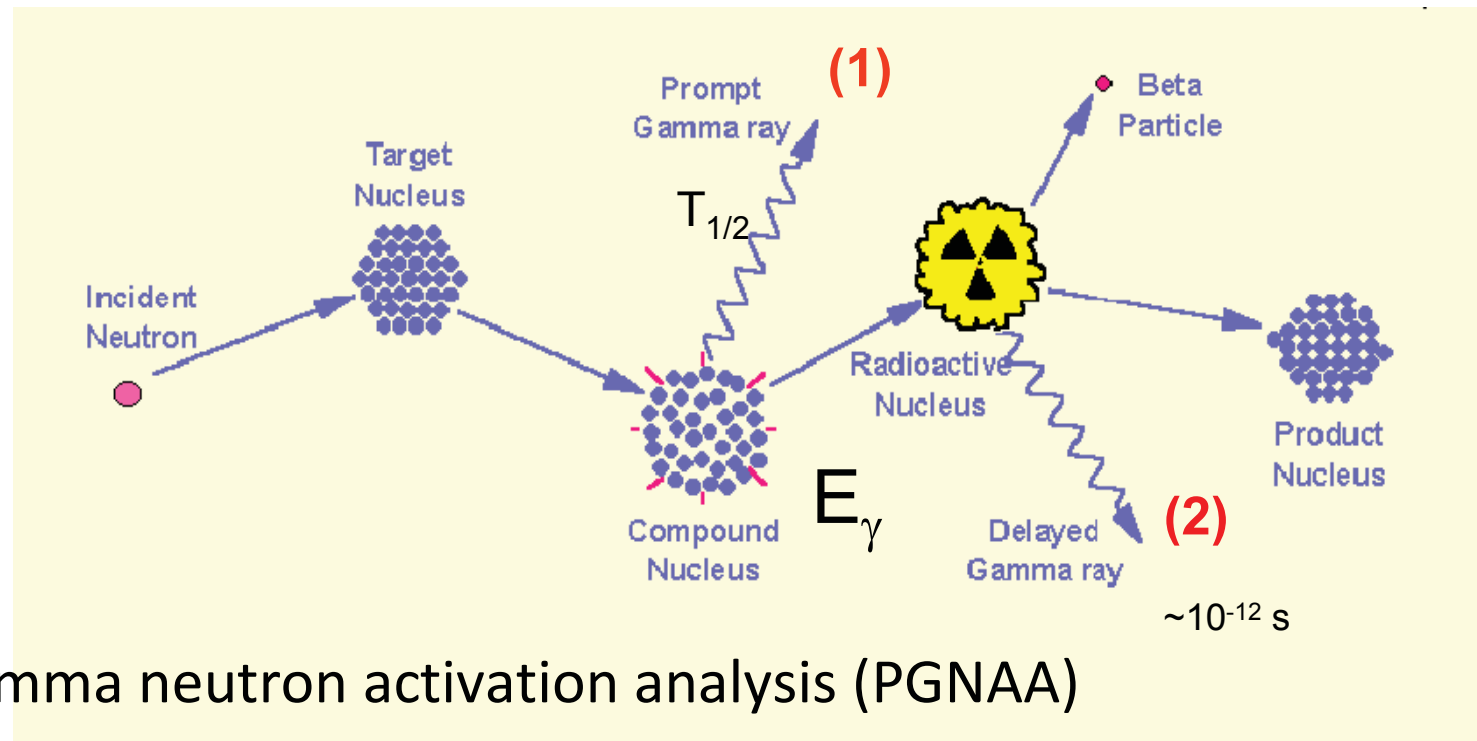 Prompt
Gamma ray
(1)
Beta
Particle
Target
Nucleus
T1/2
Incident
Neutron
Radioactive
Nucleus
Product
Nucleus
Compound
Nucleus
Eγ
Delayed
Gamma ray
(2)
~10-12 s
mma neutron activation analysis (PGNAA)